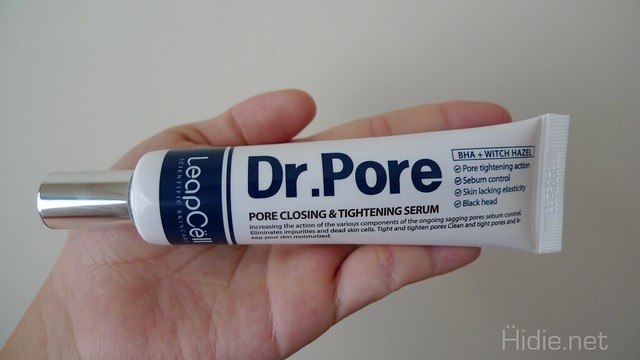 LeapCëll
SCIENTIFIC SKINCARE
Dr.Pore
BHA + WITCH HAZEL
Pore tightening action
Sebum control
Skin lacking elasticity
Black head
PORE CLOSING & TIGHTENING SERUM
Increasing the action of the various components of the ongoing sagging pores sebum control.
Eliminates impurities and dead skin cells. Tight and tighten pores Clean and tight pores and k-
eep your skin moisturized.
Hidie.net